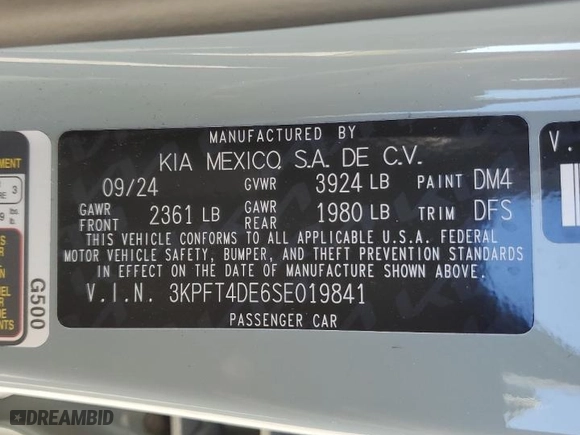 MANUFACTURED BY
KIA MEXICO, S.A. DE C.V.
09/24 GVWR 3924 LB PAINT DM4
GAWR FRONT 2361 LB GAWR REAR 1980 LB TRIM DFS
THIS VEHICLE CONFORMS TO ALL APPLICABLE U.S.A. FEDERAL
MOTOR VEHICLE SAFETY, BUMPER, AND THEFT PREVENTION STANDARDS
IN EFFECT ON THE DATE OF MANUFACTURE SHOWN ABOVE.
V.I.N. 3KPFT4DE6SE019841
PASSENGER CAR
G500
V.
3
DREAMBID